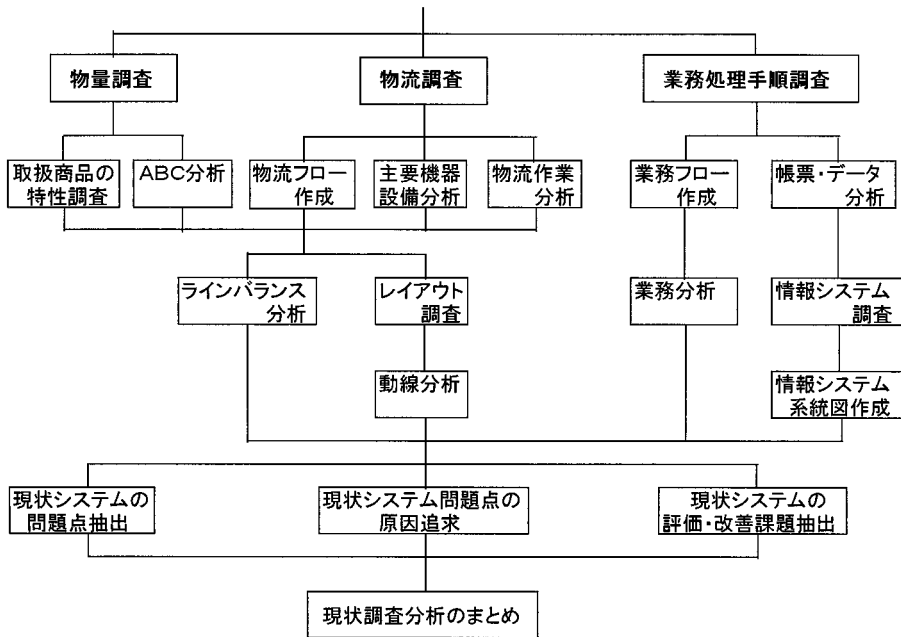 物量調査
物流調査
業務処理手順調査
取扱商品の
特性調査
ABC分析
物流フロー
作成
主要機器
設備分析
物流作業
分析
業務フロー
作成
帳票・データ
分析
ラインバランス
分析
レイアウト
調査
業務分析
情報システム
調査
動線分析
情報システム
系統図作成
現状システムの
問題点抽出
現状システム問題点の
原因追求
現状システムの
評価・改善課題抽出
現状調査分析のまとめ